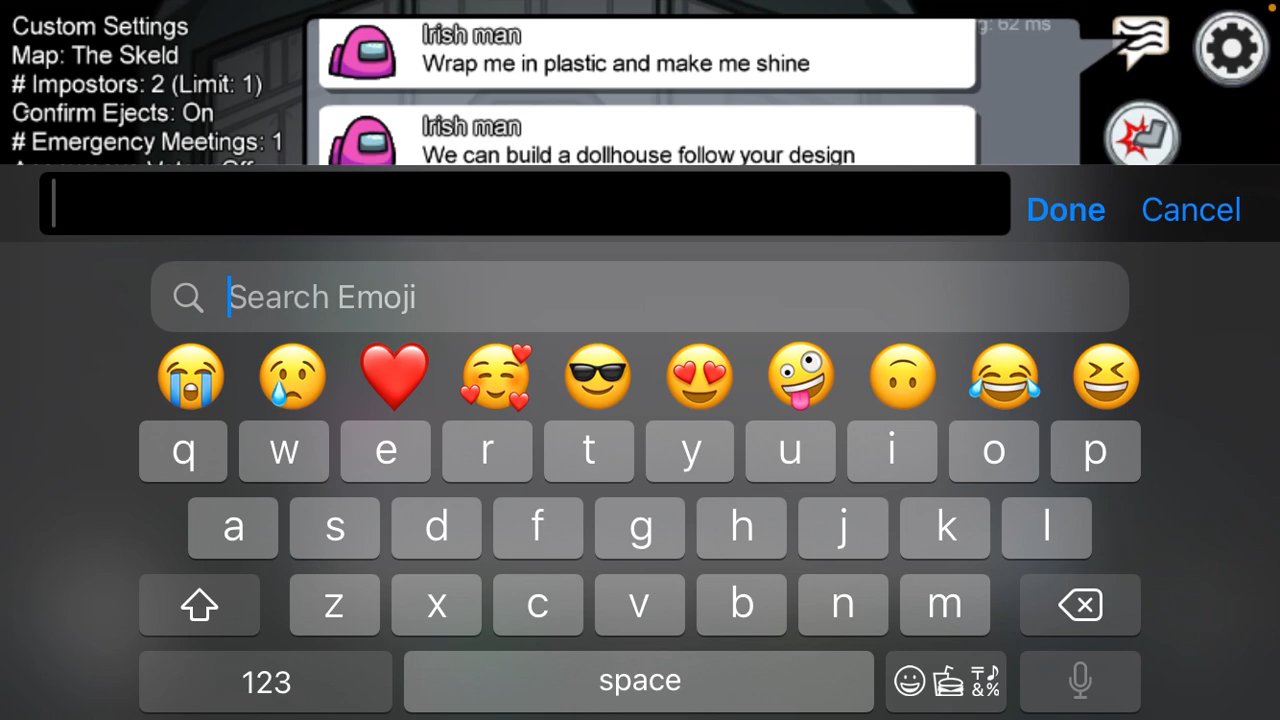 Custom Settings
Map: The Skeld
# Impostors: 2 (Limit: 1)
Confirm Ejects: On
# Emergency Meetings: 1
Irish man
Wrap me in plastic and make me shine
g: 62 ms
Irish man
We can build a dollhouse follow your design
Done Cancel
Search Emoji
q w e r t y u i o p
a s d f g h j k l
z x c v b n m
123 space